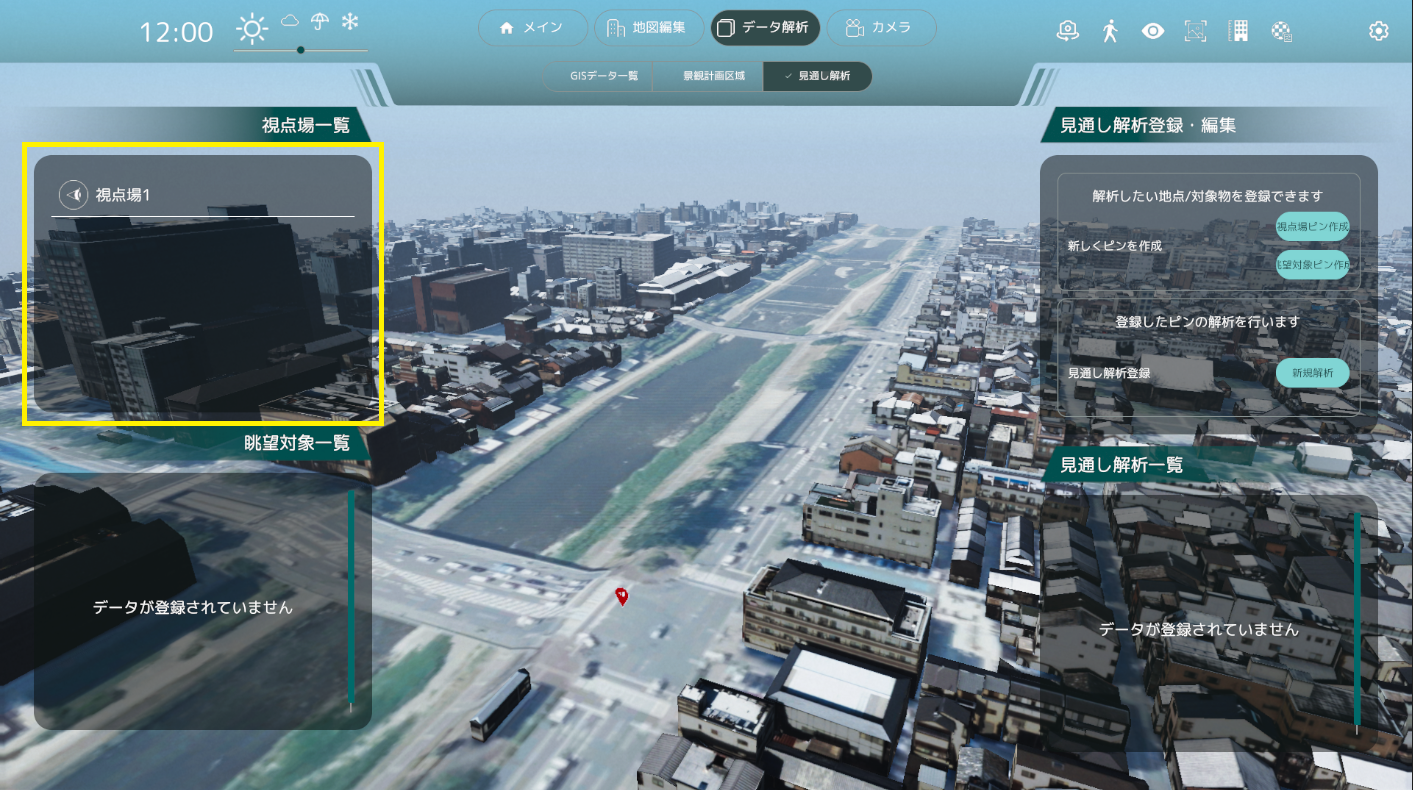 12:00
メイン
地図編集
データ解析
カメラ
GISデータ一覧
景観計画区域
✓ 見通し解析
視点場一覧
視点場1
眺望対象一覧
データが登録されていません
見通し解析登録・編集
解析したい地点/対象物を登録できます
新しくピンを作成
視点場ピン作成
望対象ピン作
登録したピンの解析を行います
見通し解析登録
新規解析
見通し解析一覧
データが登録されていません